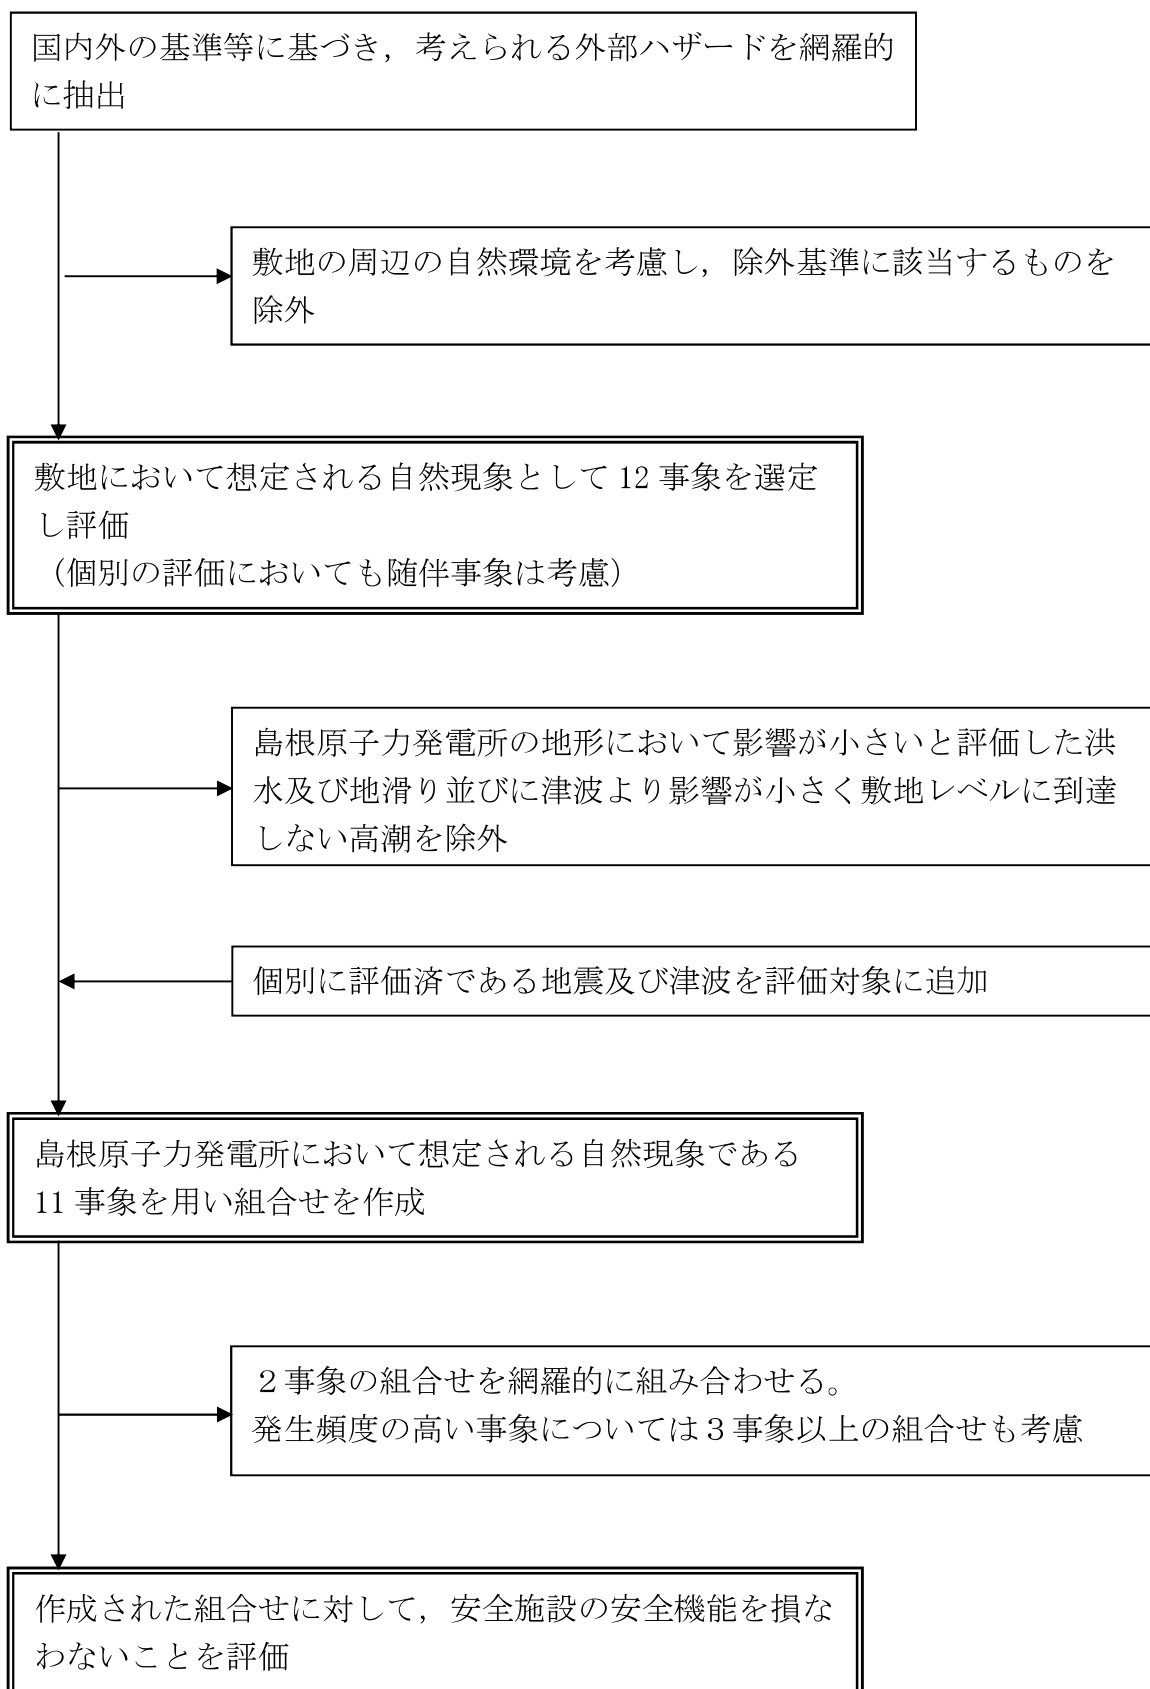 国内外の基準等に基づき，考えられる外部ハザードを網羅的
に抽出
敷地の周辺の自然環境を考慮し，除外基準に該当するものを
除外
敷地において想定される自然現象として 12 事象を選定
し評価
（個別の評価においても随伴事象は考慮）
島根原子力発電所の地形において影響が小さいと評価した洪
水及び地滑り並びに津波より影響が小さく敷地レベルに到達
しない高潮を除外
個別に評価済である地震及び津波を評価対象に追加
島根原子力発電所において想定される自然現象である
11 事象を用い組合せを作成
２事象の組合せを網羅的に組み合わせる。
発生頻度の高い事象については３事象以上の組合せも考慮
作成された組合せに対して，安全施設の安全機能を損な
わないことを評価